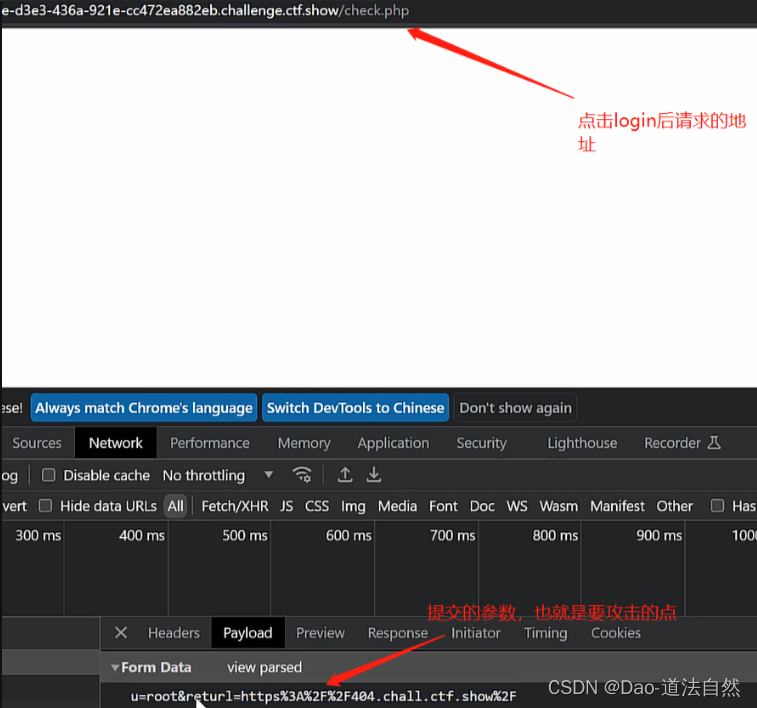 e-d3e3-436a-921e-cc472ea882eb.challenge.ctf.show/check.php
点击login后请求的地
址
ese! Always match Chrome's language Switch DevTools to Chinese Don't show again
Sources Network Performance Memory Application Security Lighthouse Recorder
og Disable cache No throttling
vert Hide data URLs All Fetch/XHR JS CSS Img Media Font Doc WS Wasm Manifest Other Has
300 ms 400 ms 500 ms 600 ms 700 ms 800 ms 900 ms 1000
提交的参数，也就是要攻击的点
Headers Payload Preview Response Initiator Timing Cookies
Form Data view parsed
u=root&returl=https%3A%2F%2F404.chall.ctf.show%2F
CSDN @Dao-道法自然